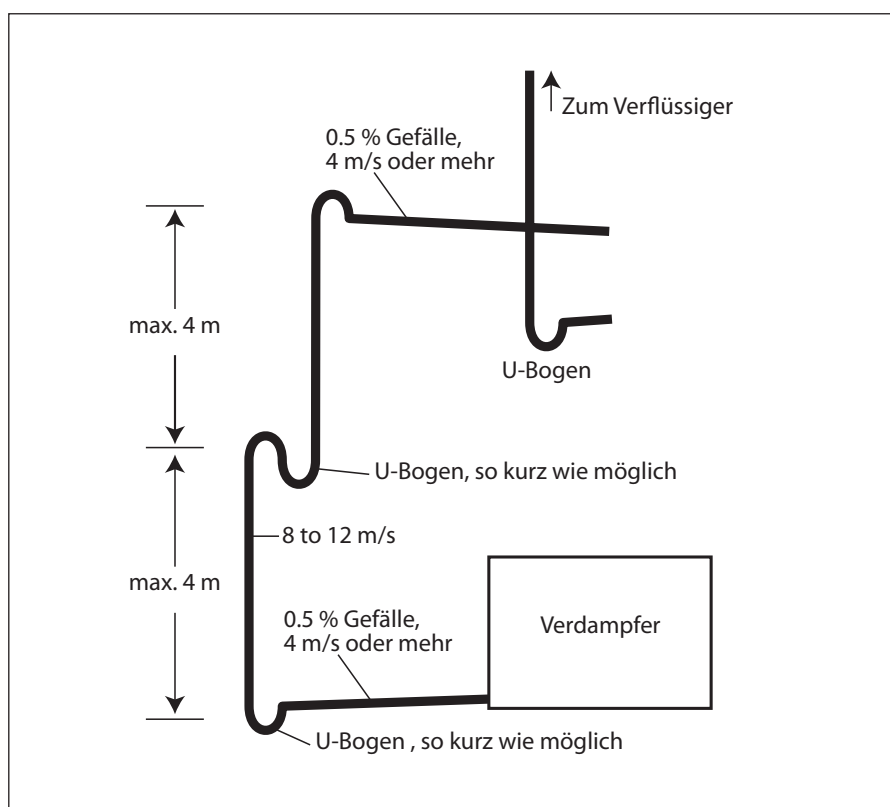 Zum Verflüssiger
0.5 % Gefälle,
4 m/s oder mehr
max. 4 m
U-Bogen
U-Bogen, so kurz wie möglich
8 to 12 m/s
max. 4 m
0.5 % Gefälle,
4 m/s oder mehr
Verdampfer
U-Bogen , so kurz wie möglich